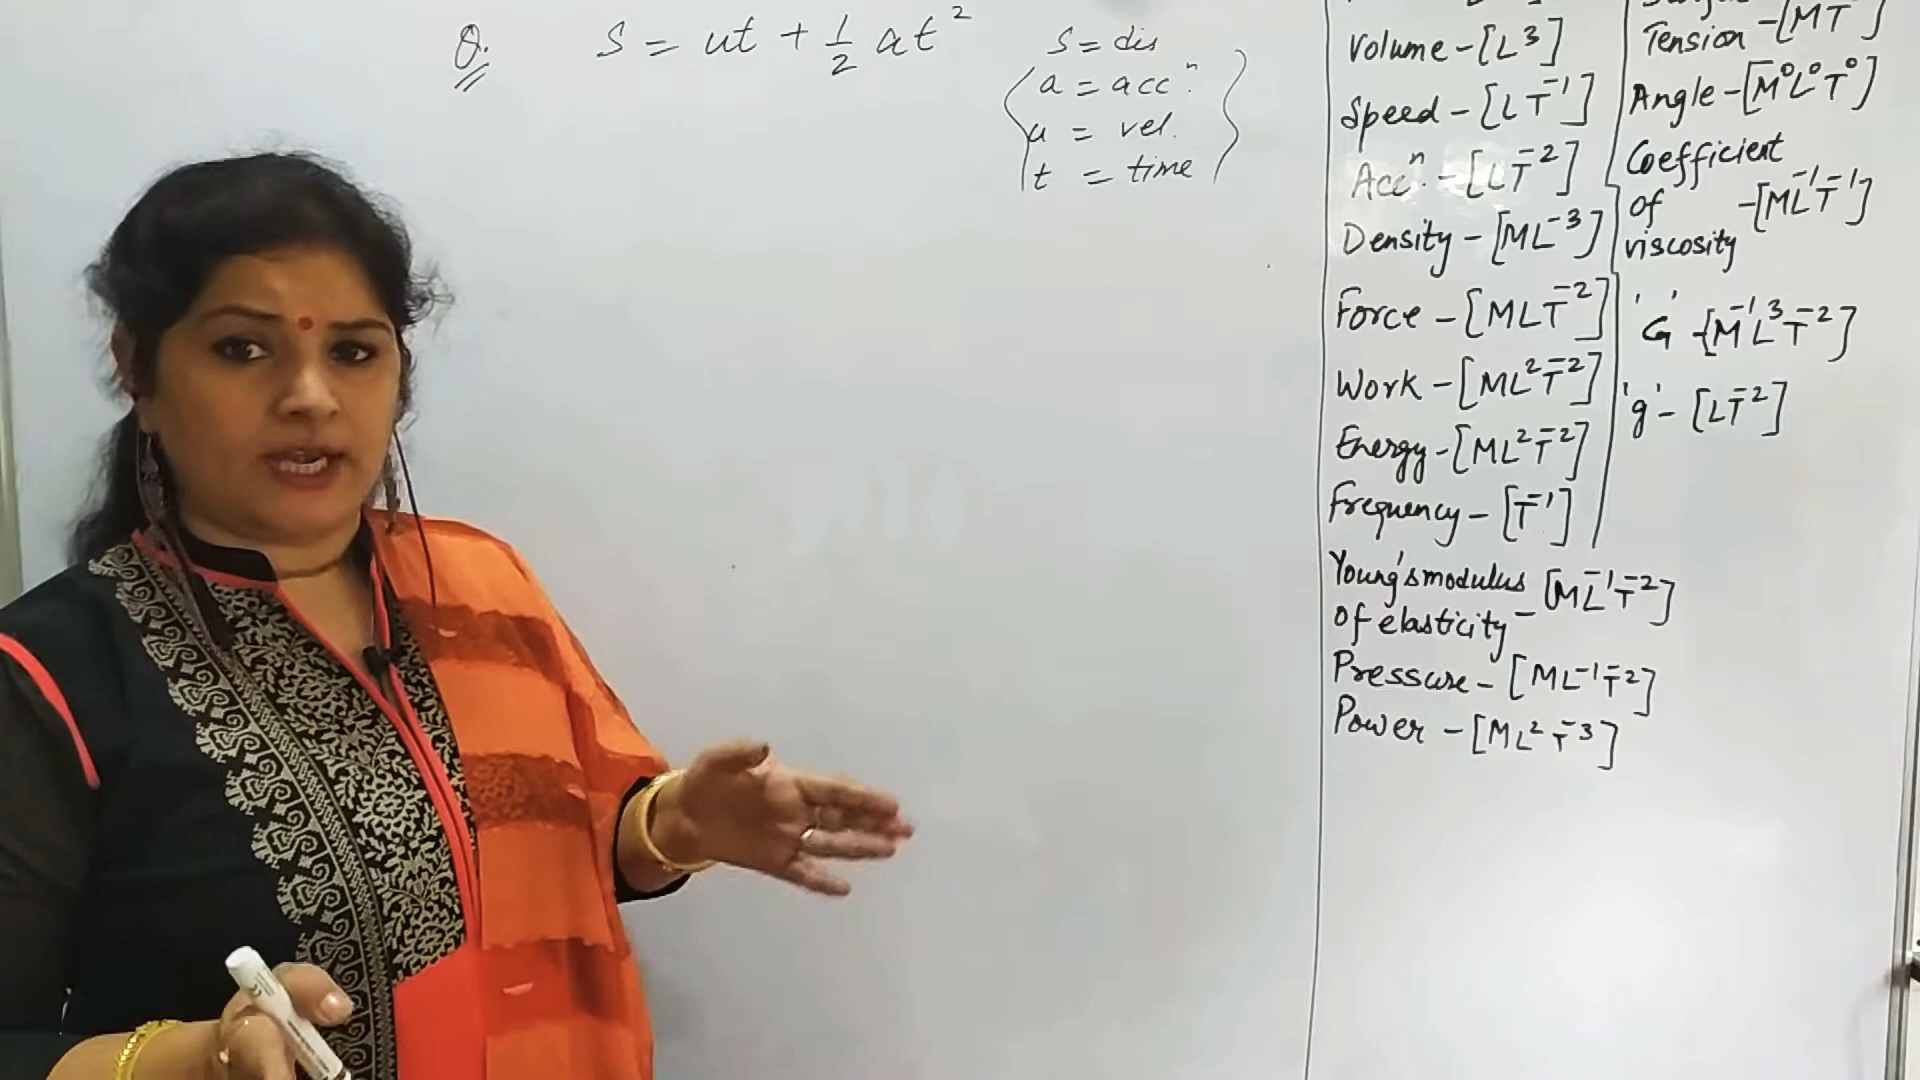 Q. S = ut + 1/2 at²
S = dis
a = accⁿ.
u = vel.
t = time
Volume - [L³]
Speed - [LT⁻¹]
Accⁿ. - [LT⁻²]
Density - [ML⁻³]
Force - [MLT⁻²]
Work - [ML²T⁻²]
Energy - [ML²T⁻²]
Frequency - [T⁻¹]
Young's modulus
of elasticity - [ML⁻¹T⁻²]
Pressure - [ML⁻¹T⁻²]
Power - [ML²T⁻³]
Tension - [MT
Angle - [M⁰L⁰T⁰]
Coefficient
of - [ML⁻¹T⁻¹]
viscosity
'G' - [M⁻¹L³T⁻²]
'g' - [LT⁻²]